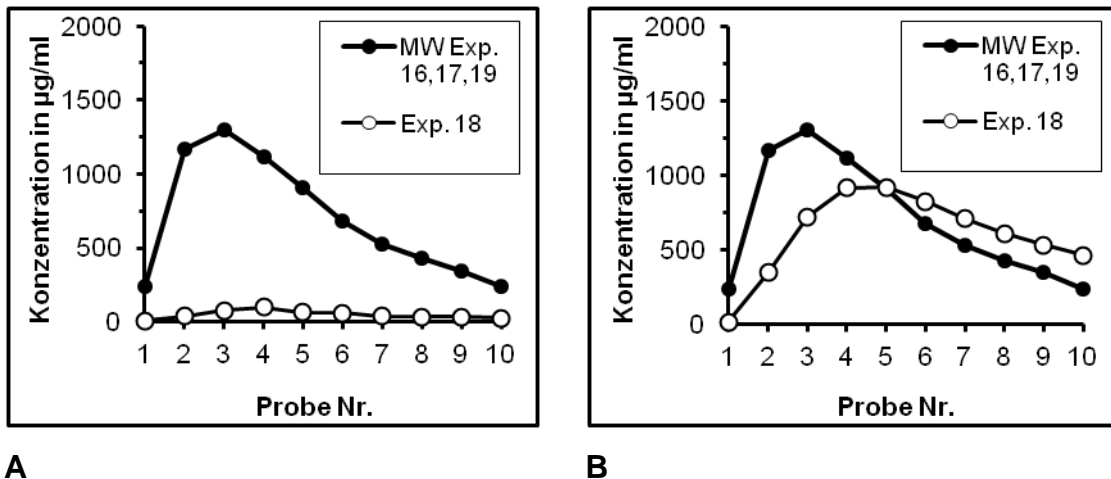 2000
1500
1000
500
0
Konzentration in µg/ml
MW Exp.
16,17,19
Exp. 18
1 2 3 4 5 6 7 8 9 10
Probe Nr.
A
2000
1500
1000
500
0
Konzentration in µg/ml
MW Exp.
16,17,19
Exp. 18
1 2 3 4 5 6 7 8 9 10
Probe Nr.
B